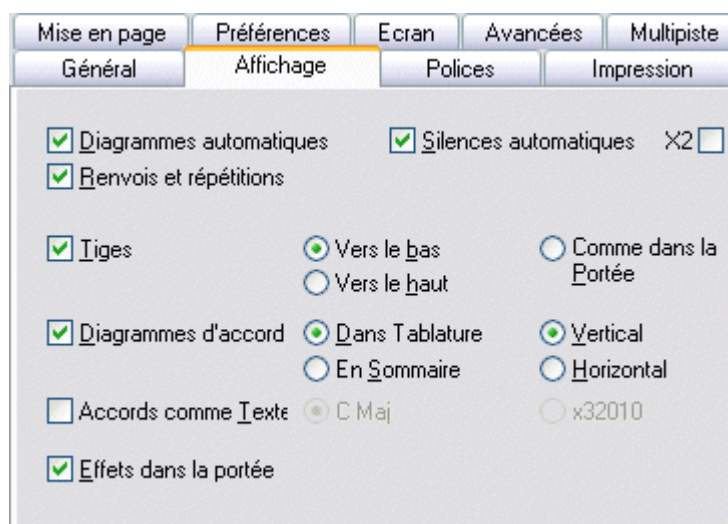 Mise en page Préférences Ecran Avancées Multipiste
Général Affichage Polices Impression
Diagrammes automatiques Silences automatiques X2
Renvois et répétitions
Tiges Vers le bas Comme dans la
Vers le haut Portée
Diagrammes d'accord Dans Tablature Vertical
En Sommaire Horizontal
Accords comme Texte C Maj x32010
Effets dans la portée